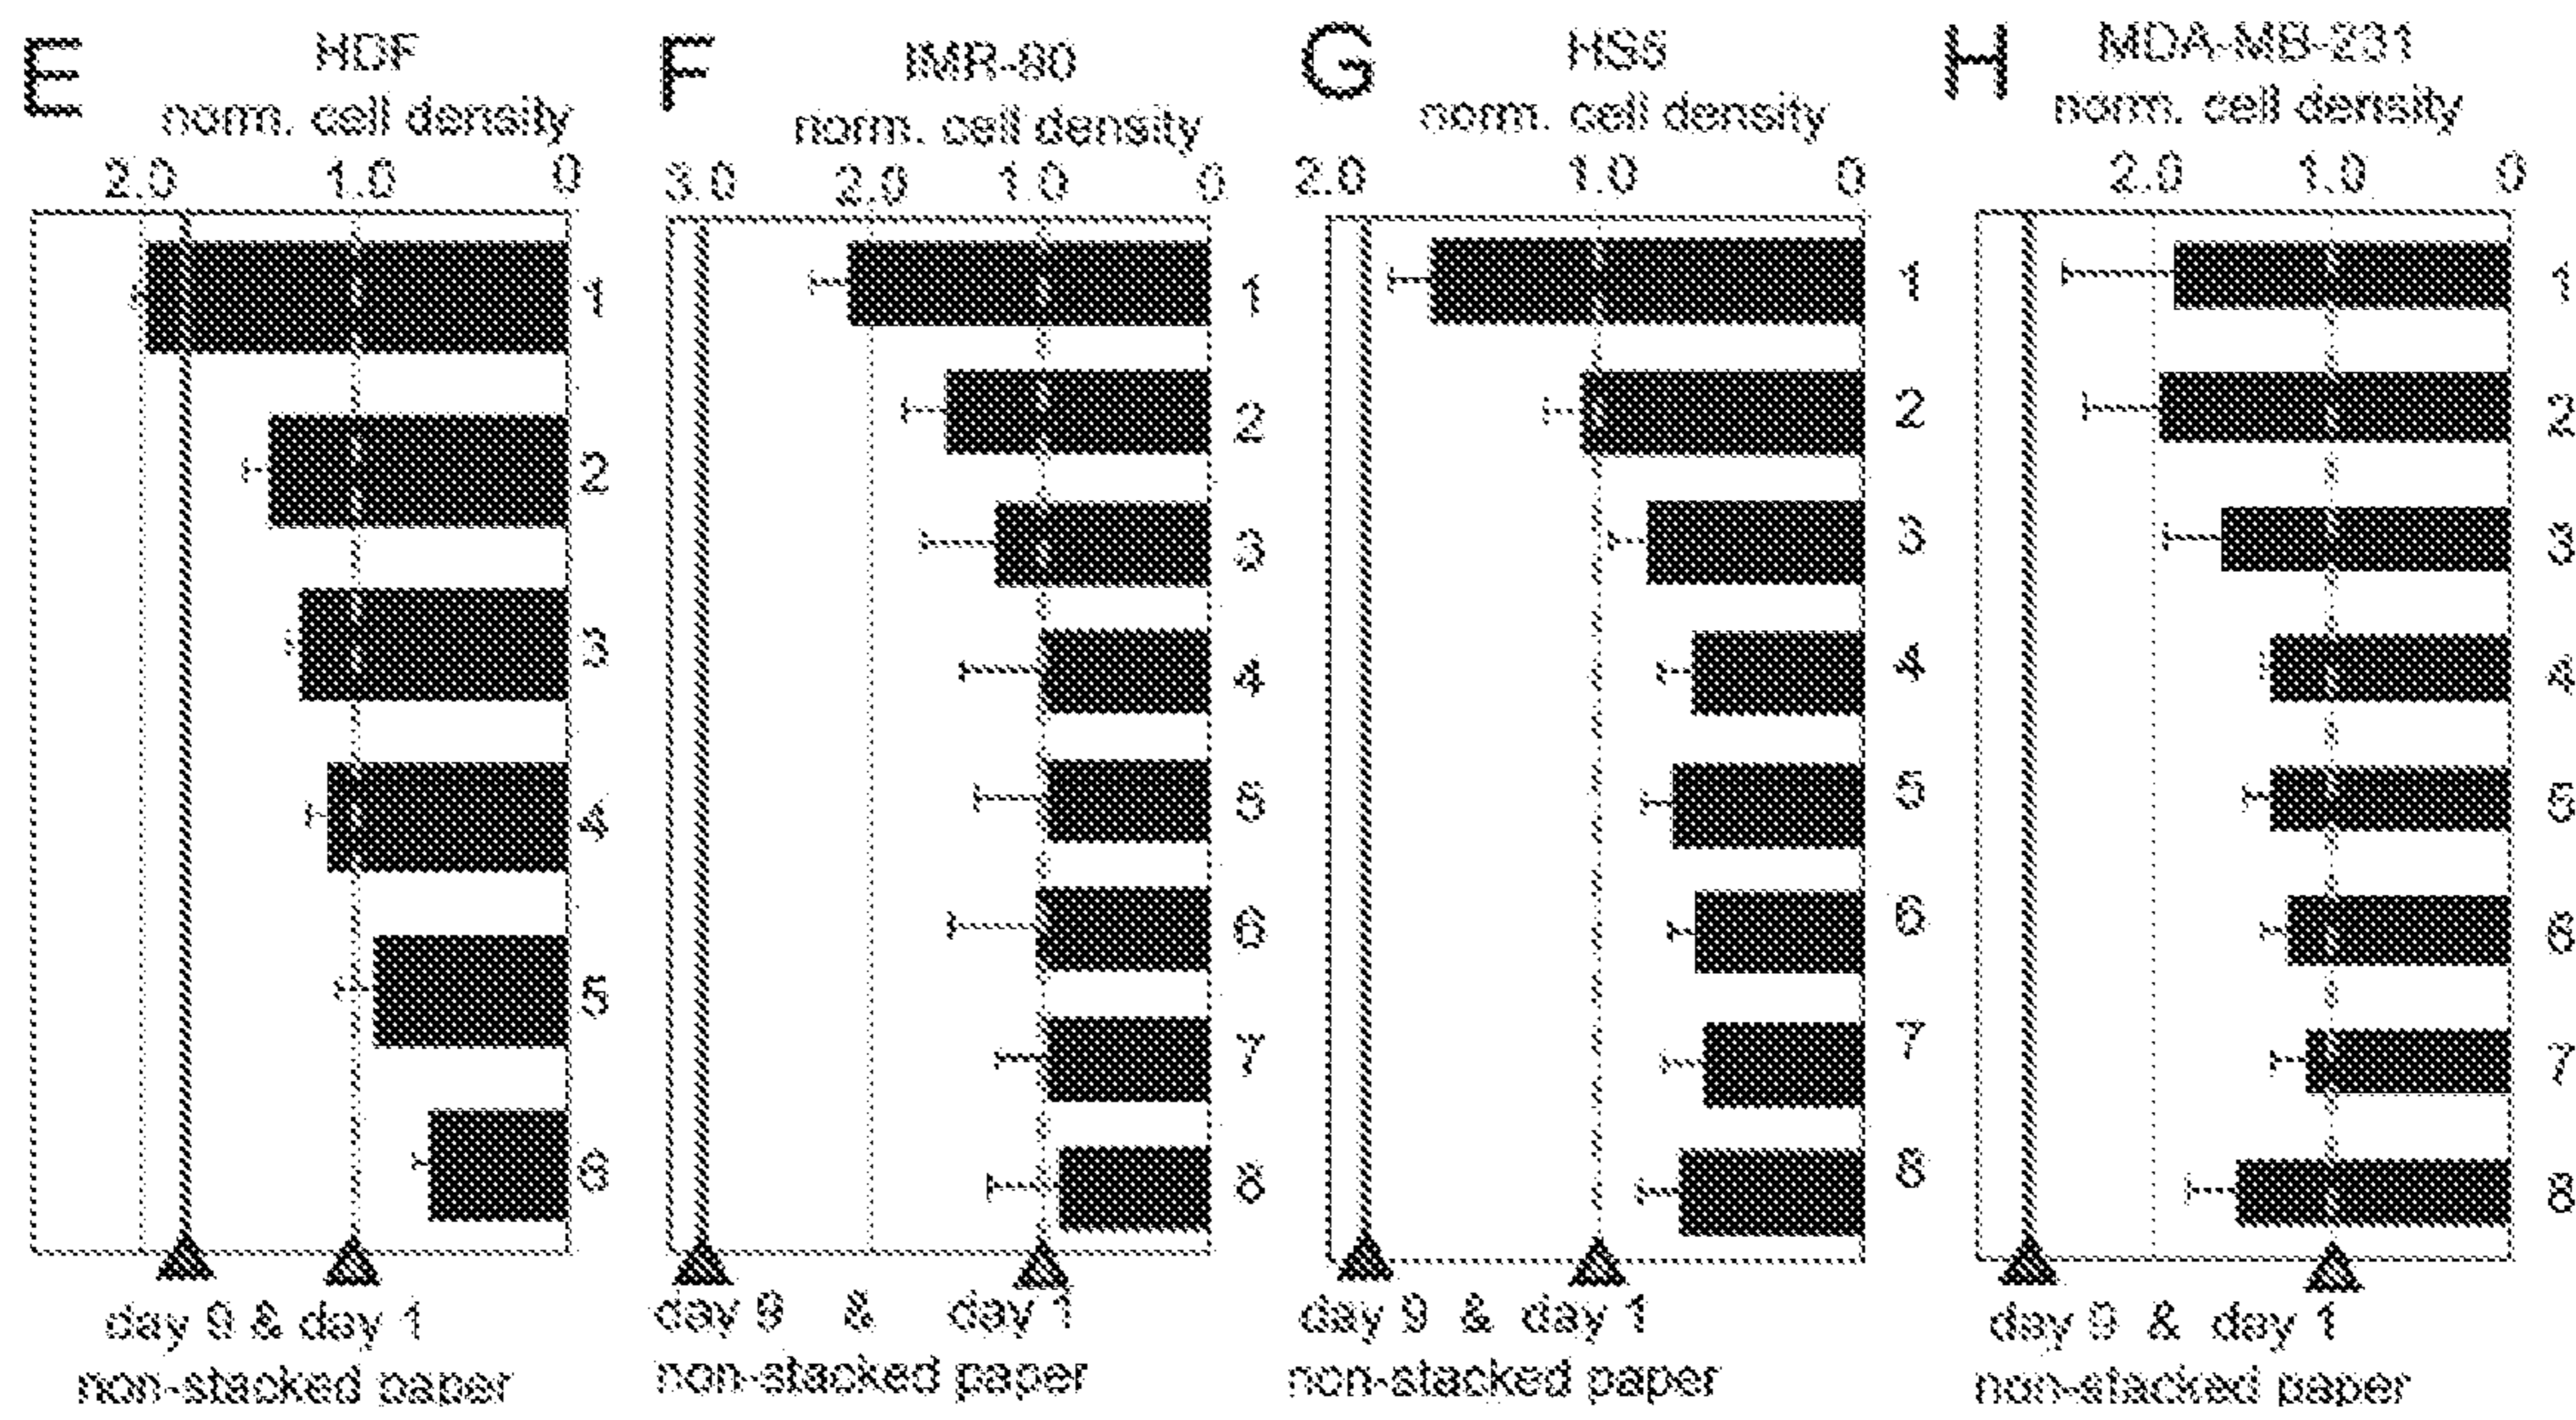 E
HDF
norm. cell density
2.0 1.0 0
1
2
3
4
5
6
day 9 & day 1
non-stacked paper
F
IMR-90
norm. cell density
3.0 2.0 1.0 0
1
2
3
4
5
6
7
8
day 9 & day 1
non-stacked paper
G
HS5
norm. cell density
2.0 1.0 0
1
2
3
4
5
6
7
8
day 9 & day 1
non-stacked paper
H
MDA-MB-231
norm. cell density
2.0 1.0 0
1
2
3
4
5
6
7
8
day 9 & day 1
non-stacked paper